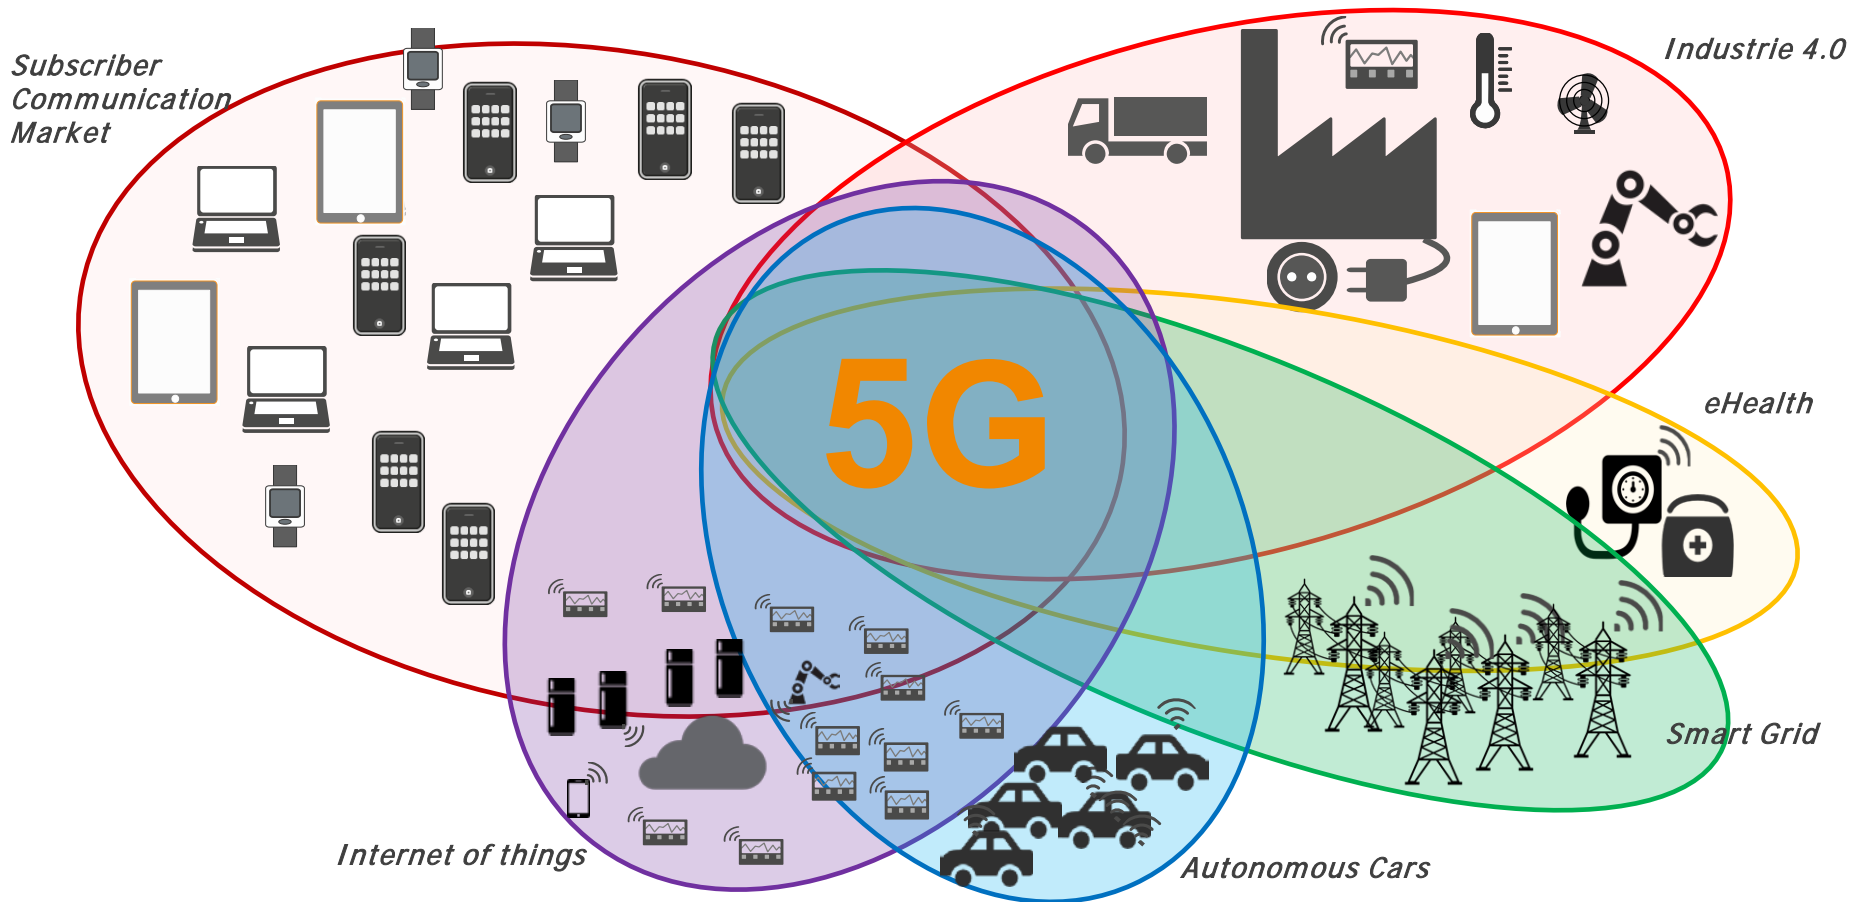 Subscriber
Communication
Market
Industrie 4.0
eHealth
5G
Smart Grid
Internet of things
Autonomous Cars